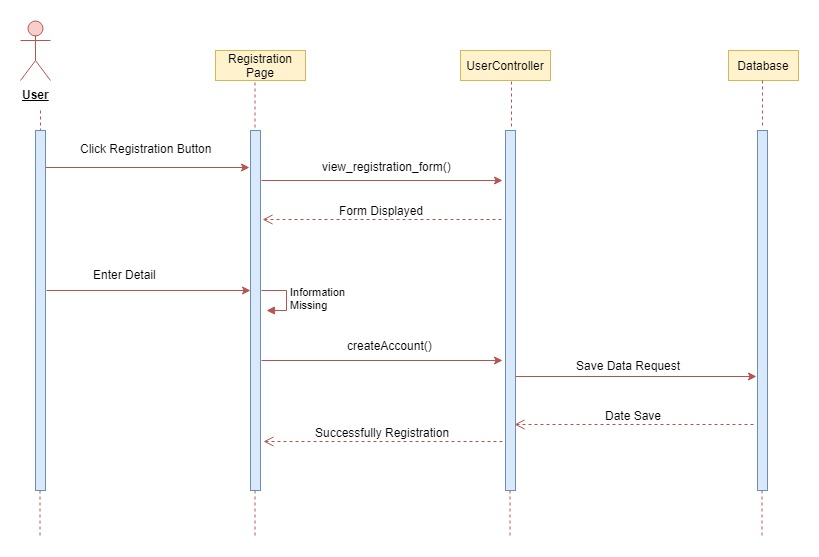 Registration
Page
UserController
Database
User
Click Registration Button
view_registration_form()
Form Displayed
Enter Detail
Information
Missing
createAccount()
Save Data Request
Date Save
Successfully Registration